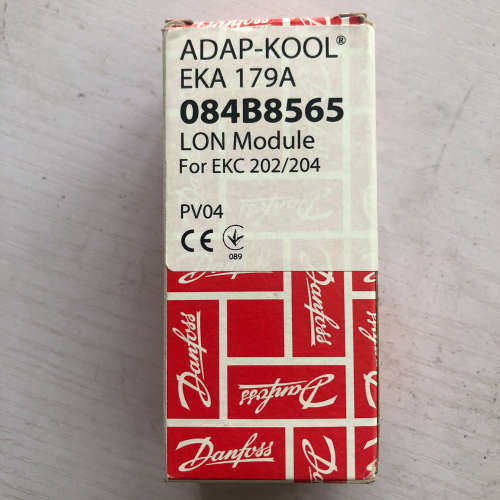 ADAP-KOOL®
EKA 179A
084B8565
LON Module
For EKC 202/204
PV04
CE
089
Danfoss
Danfoss
Danfoss
Danfoss